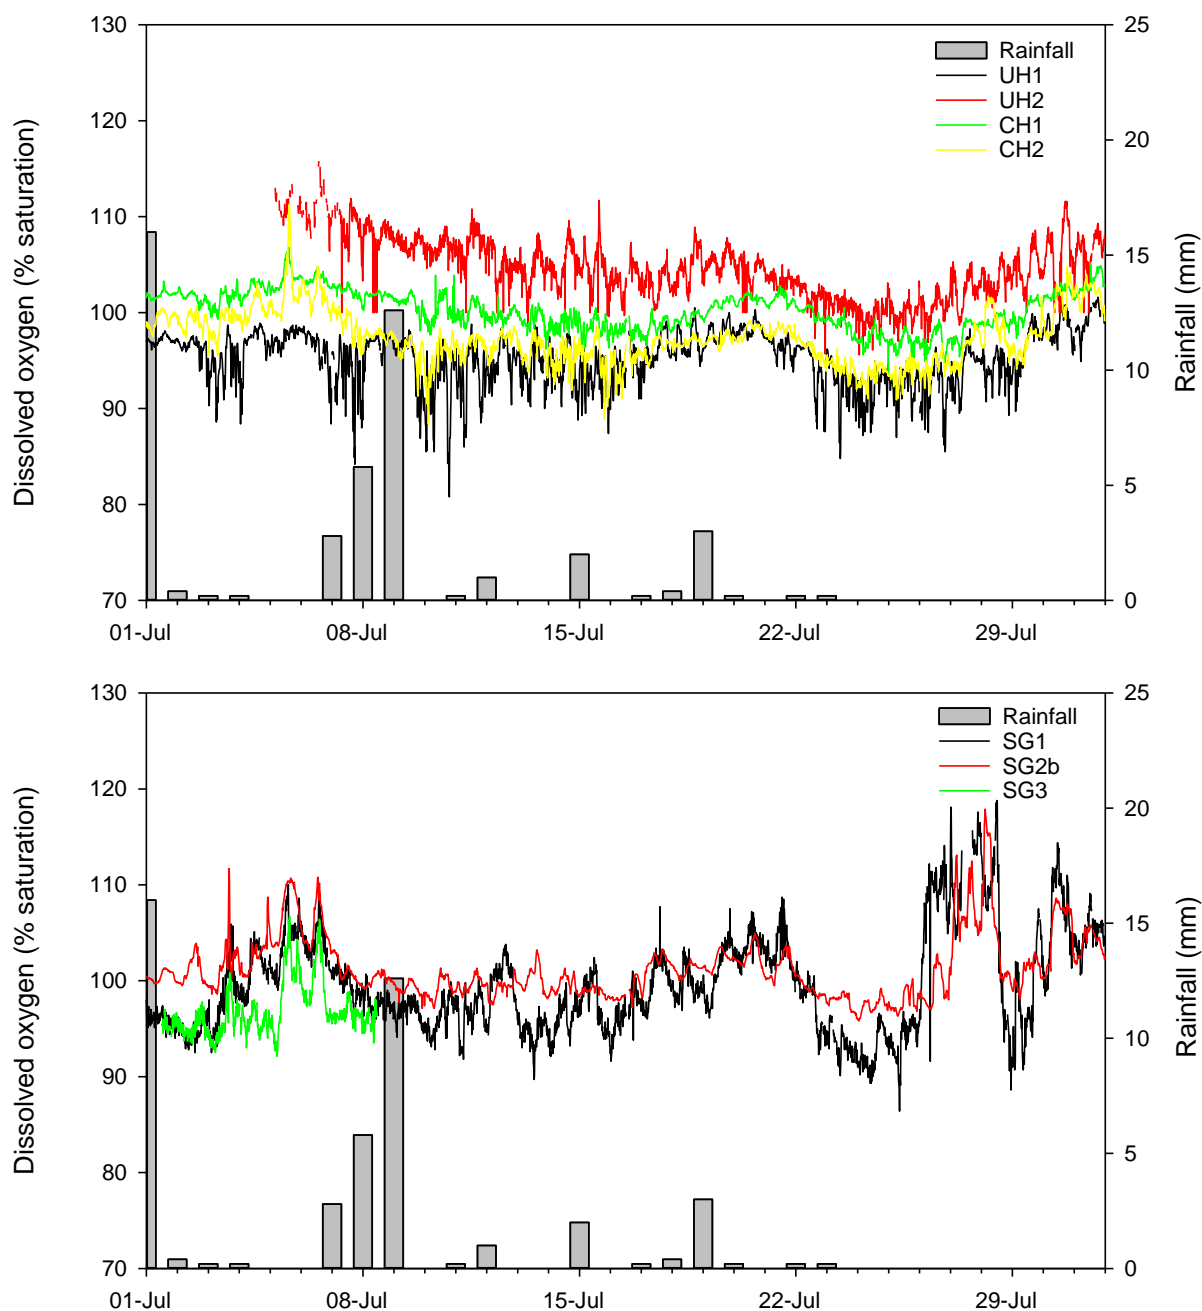 130
120
110
100
90
80
70
Dissolved oxygen (% saturation)
25
20
15
10
5
0
Rainfall (mm)
Rainfall
UH1
UH2
CH1
CH2
01-Jul
08-Jul
15-Jul
22-Jul
29-Jul
130
120
110
100
90
80
70
Dissolved oxygen (% saturation)
25
20
15
10
5
0
Rainfall (mm)
Rainfall
SG1
SG2b
SG3
01-Jul
08-Jul
15-Jul
22-Jul
29-Jul